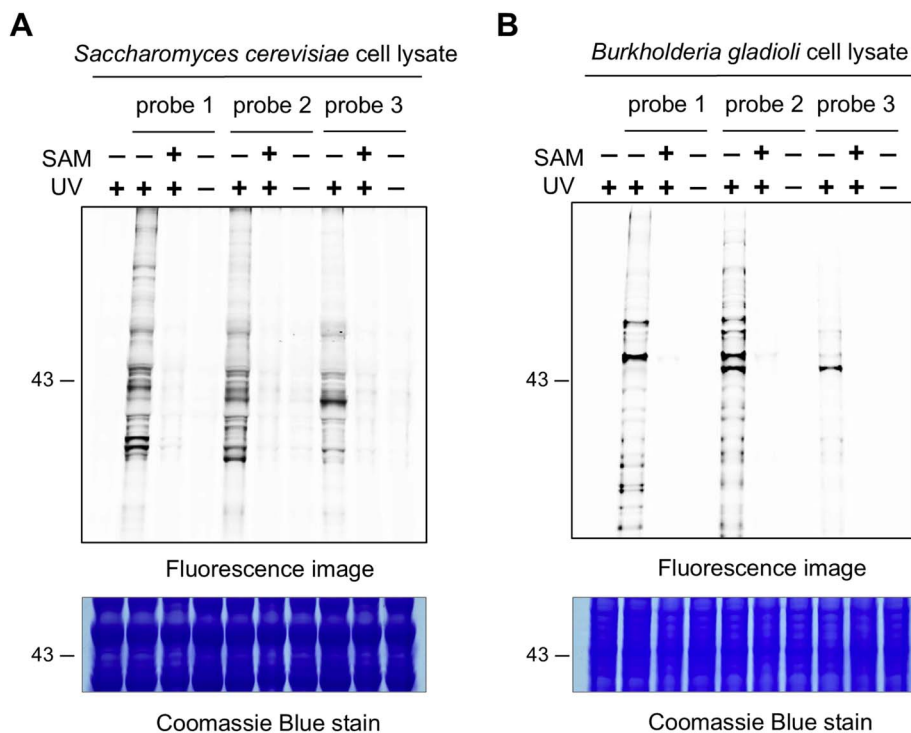 A
Saccharomyces cerevisiae cell lysate
probe 1 probe 2 probe 3
SAM − − + − − + − − + −
UV + + + − + + − + + −
43 −
Fluorescence image
43 −
Coomassie Blue stain
B
Burkholderia gladioli cell lysate
probe 1 probe 2 probe 3
SAM − − + − − + − − + −
UV + + + − + + − + + −
43 −
Fluorescence image
43 −
Coomassie Blue stain